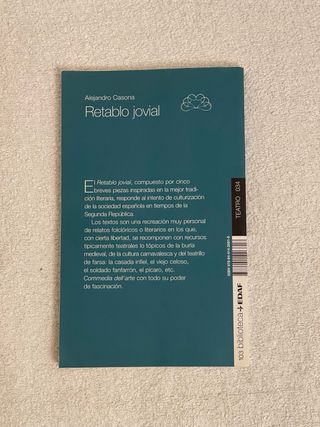 Alejandro Casona
Retablo jovial
El Retablo jovial, compuesto por cinco
breves piezas inspiradas en la mejor tradi-
ción literaria, responde al intento de culturización
de la sociedad española en tiempos de la
Segunda República.
Los textos son una recreación muy personal
de relatos folclóricos o literarios en los que,
con cierta libertad, se recomponen con recursos
típicamente teatrales lo tópicos de la burla
medieval, de la cultura carnavalesca y del teatrillo
de farsa: la casada infiel, el viejo celoso,
el soldado fanfarrón, el pícaro, etc.
Commedia dell'arte con todo su poder
de fascinación.
TEATRO 034
103 biblioteca EDAF